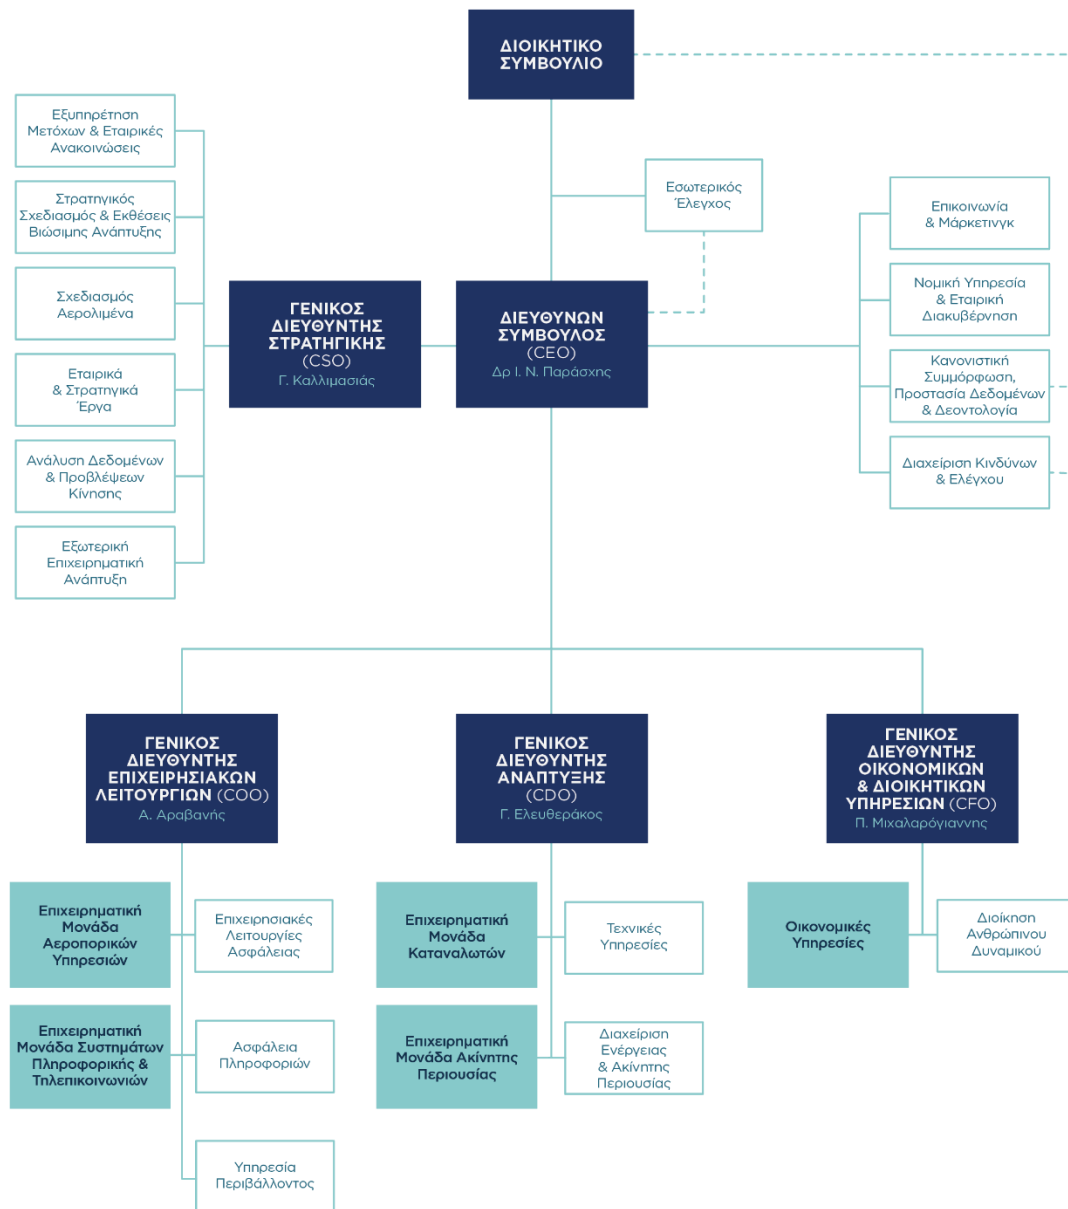 ΔΙΟΙΚΗΤΙΚΟ
ΣΥΜΒΟΥΛΙΟ
Εξυπηρέτηση
Μετόχων & Εταιρικές
Ανακοινώσεις
Στρατηγικός
Σχεδιασμός & Εκθέσεις
Βιώσιμης Ανάπτυξης
Σχεδιασμός
Αερολιμένα
Εταιρικά
& Στρατηγικά
Έργα
Ανάλυση Δεδομένων
& Προβλέψεων
Κίνησης
Εξωτερική
Επιχειρηματική
Ανάπτυξη
ΓΕΝΙΚΟΣ
ΔΙΕΥΘΥΝΤΗΣ
ΣΤΡΑΤΗΓΙΚΗΣ
(CSO)
Γ. Καλλιμασιάς
Εσωτερικός
Έλεγχος
ΔΙΕΥΘΥΝΩΝ
ΣΥΜΒΟΥΛΟΣ
(CEO)
Δρ Ι. Ν. Παράσχης
Επικοινωνία
& Μάρκετινγκ
Νομική Υπηρεσία
& Εταιρική
Διακυβέρνηση
Κανονιστική
Συμμόρφωση,
Προστασία Δεδομένων
& Δεοντολογία
Διαχείριση Κινδύνων
& Ελέγχου
ΓΕΝΙΚΟΣ
ΔΙΕΥΘΥΝΤΗΣ
ΕΠΙΧΕΙΡΗΣΙΑΚΩΝ
ΛΕΙΤΟΥΡΓΙΩΝ (COO)
Α. Αραβανής
Επιχειρηματική
Μονάδα
Αεροπορικών
Υπηρεσιών
Επιχειρησιακές
Λειτουργίες
Ασφάλειας
Επιχειρηματική
Μονάδα Συστημάτων
Πληροφορικής &
Τηλεπικοινωνιών
Ασφάλεια
Πληροφοριών
Υπηρεσία
Περιβάλλοντος
ΓΕΝΙΚΟΣ
ΔΙΕΥΘΥΝΤΗΣ
ΑΝΑΠΤΥΞΗΣ
(CDO)
Γ. Ελευθεράκος
Επιχειρηματική
Μονάδα
Καταναλωτών
Τεχνικές
Υπηρεσίες
Επιχειρηματική
Μονάδα Ακίνητης
Περιουσίας
Διαχείριση
Ενέργειας
& Ακίνητης
Περιουσίας
ΓΕΝΙΚΟΣ
ΔΙΕΥΘΥΝΤΗΣ
ΟΙΚΟΝΟΜΙΚΩΝ
& ΔΙΟΙΚΗΤΙΚΩΝ
ΥΠΗΡΕΣΙΩΝ (CFO)
Π. Μιχαλαρόγιαννης
Οικονομικές
Υπηρεσίες
Διοίκηση
Ανθρώπινου
Δυναμικού